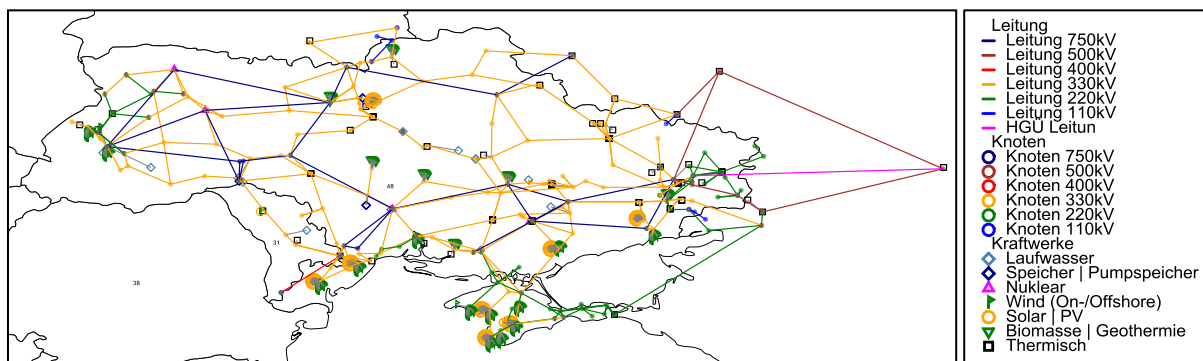 Leitung
Leitung 750kV
Leitung 500kV
Leitung 400kV
Leitung 330kV
Leitung 220kV
Leitung 110kV
HGÜ Leitun
Knoten
Knoten 750kV
Knoten 500kV
Knoten 400kV
Knoten 330kV
Knoten 220kV
Knoten 110kV
Kraftwerke
Laufwasser
Speicher | Pumpspeicher
Nuklear
Wind (On-/Offshore)
Solar | PV
Biomasse | Geothermie
Thermisch
48
31
38